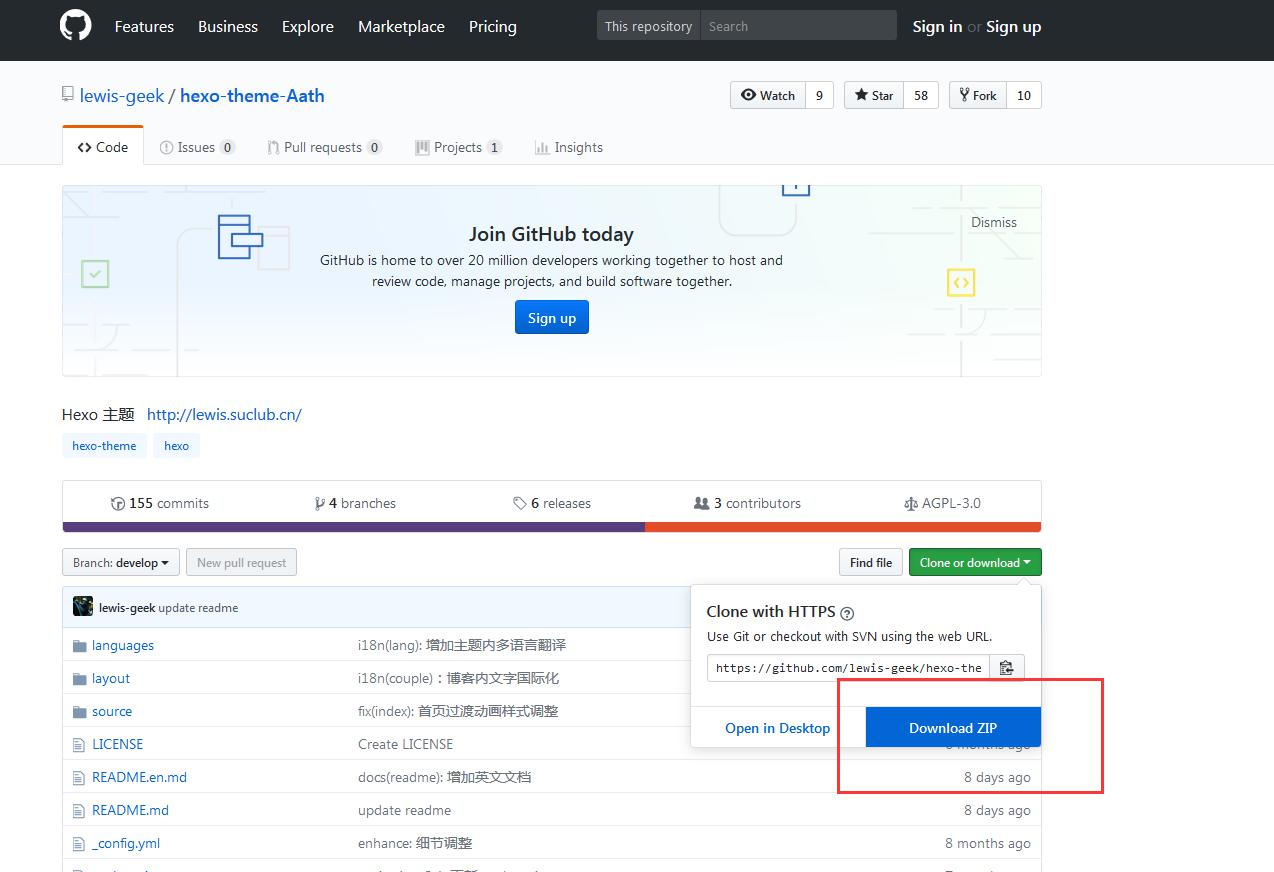 Features Business Explore Marketplace Pricing This repository Search Sign in or Sign up
lewis-geek / hexo-theme-Aath Watch 9 Star 58 Fork 10
Code Issues 0 Pull requests 0 Projects 1 Insights
Dismiss
Join GitHub today
GitHub is home to over 20 million developers working together to host and
review code, manage projects, and build software together.
Sign up
Hexo 主题 http://lewis.suclub.cn/
hexo-theme hexo
155 commits 4 branches 6 releases 3 contributors AGPL-3.0
Branch: develop New pull request Find file Clone or download
lewis-geek update readme
Clone with HTTPS
Use Git or checkout with SVN using the web URL.
https://github.com/lewis-geek/hexo-the
Open in Desktop Download ZIP
languages i18n(lang): 增加主题内多语言翻译
layout i18n(couple)：博客内文字国际化
source fix(index): 首页过渡动画样式调整
LICENSE Create LICENSE months ago
README.en.md docs(readme): 增加英文文档 8 days ago
README.md update readme 8 days ago
_config.yml enhance: 细节调整 8 months ago